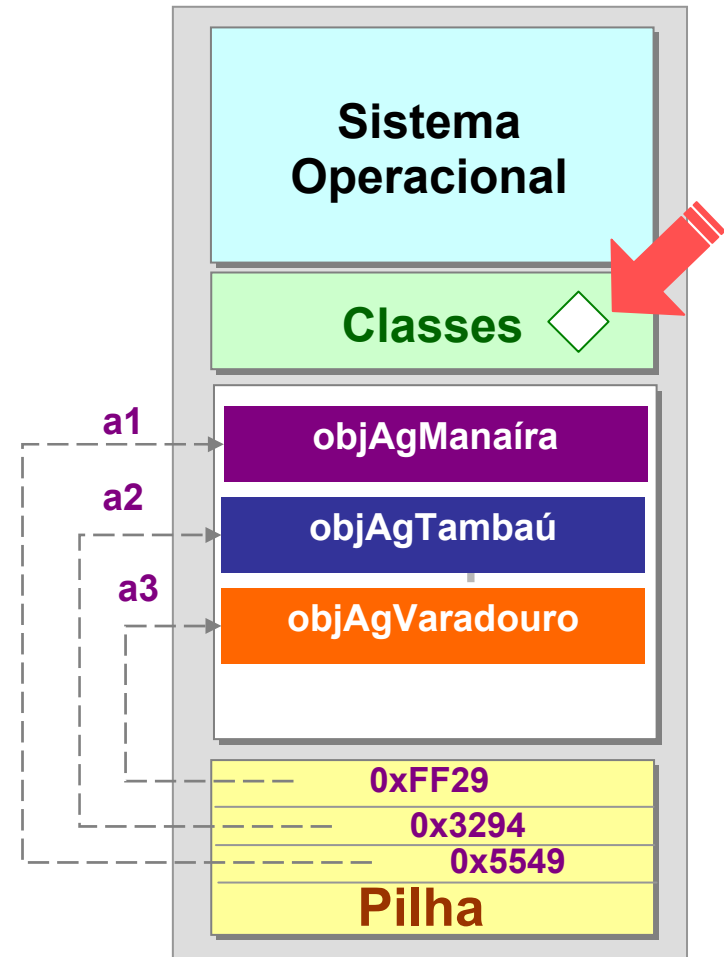 Sistema
Operacional
Classes
a1
objAgManaíra
a2
objAgTambaú
a3
objAgVaradouro
0xFF29
0x3294
0x5549
Pilha